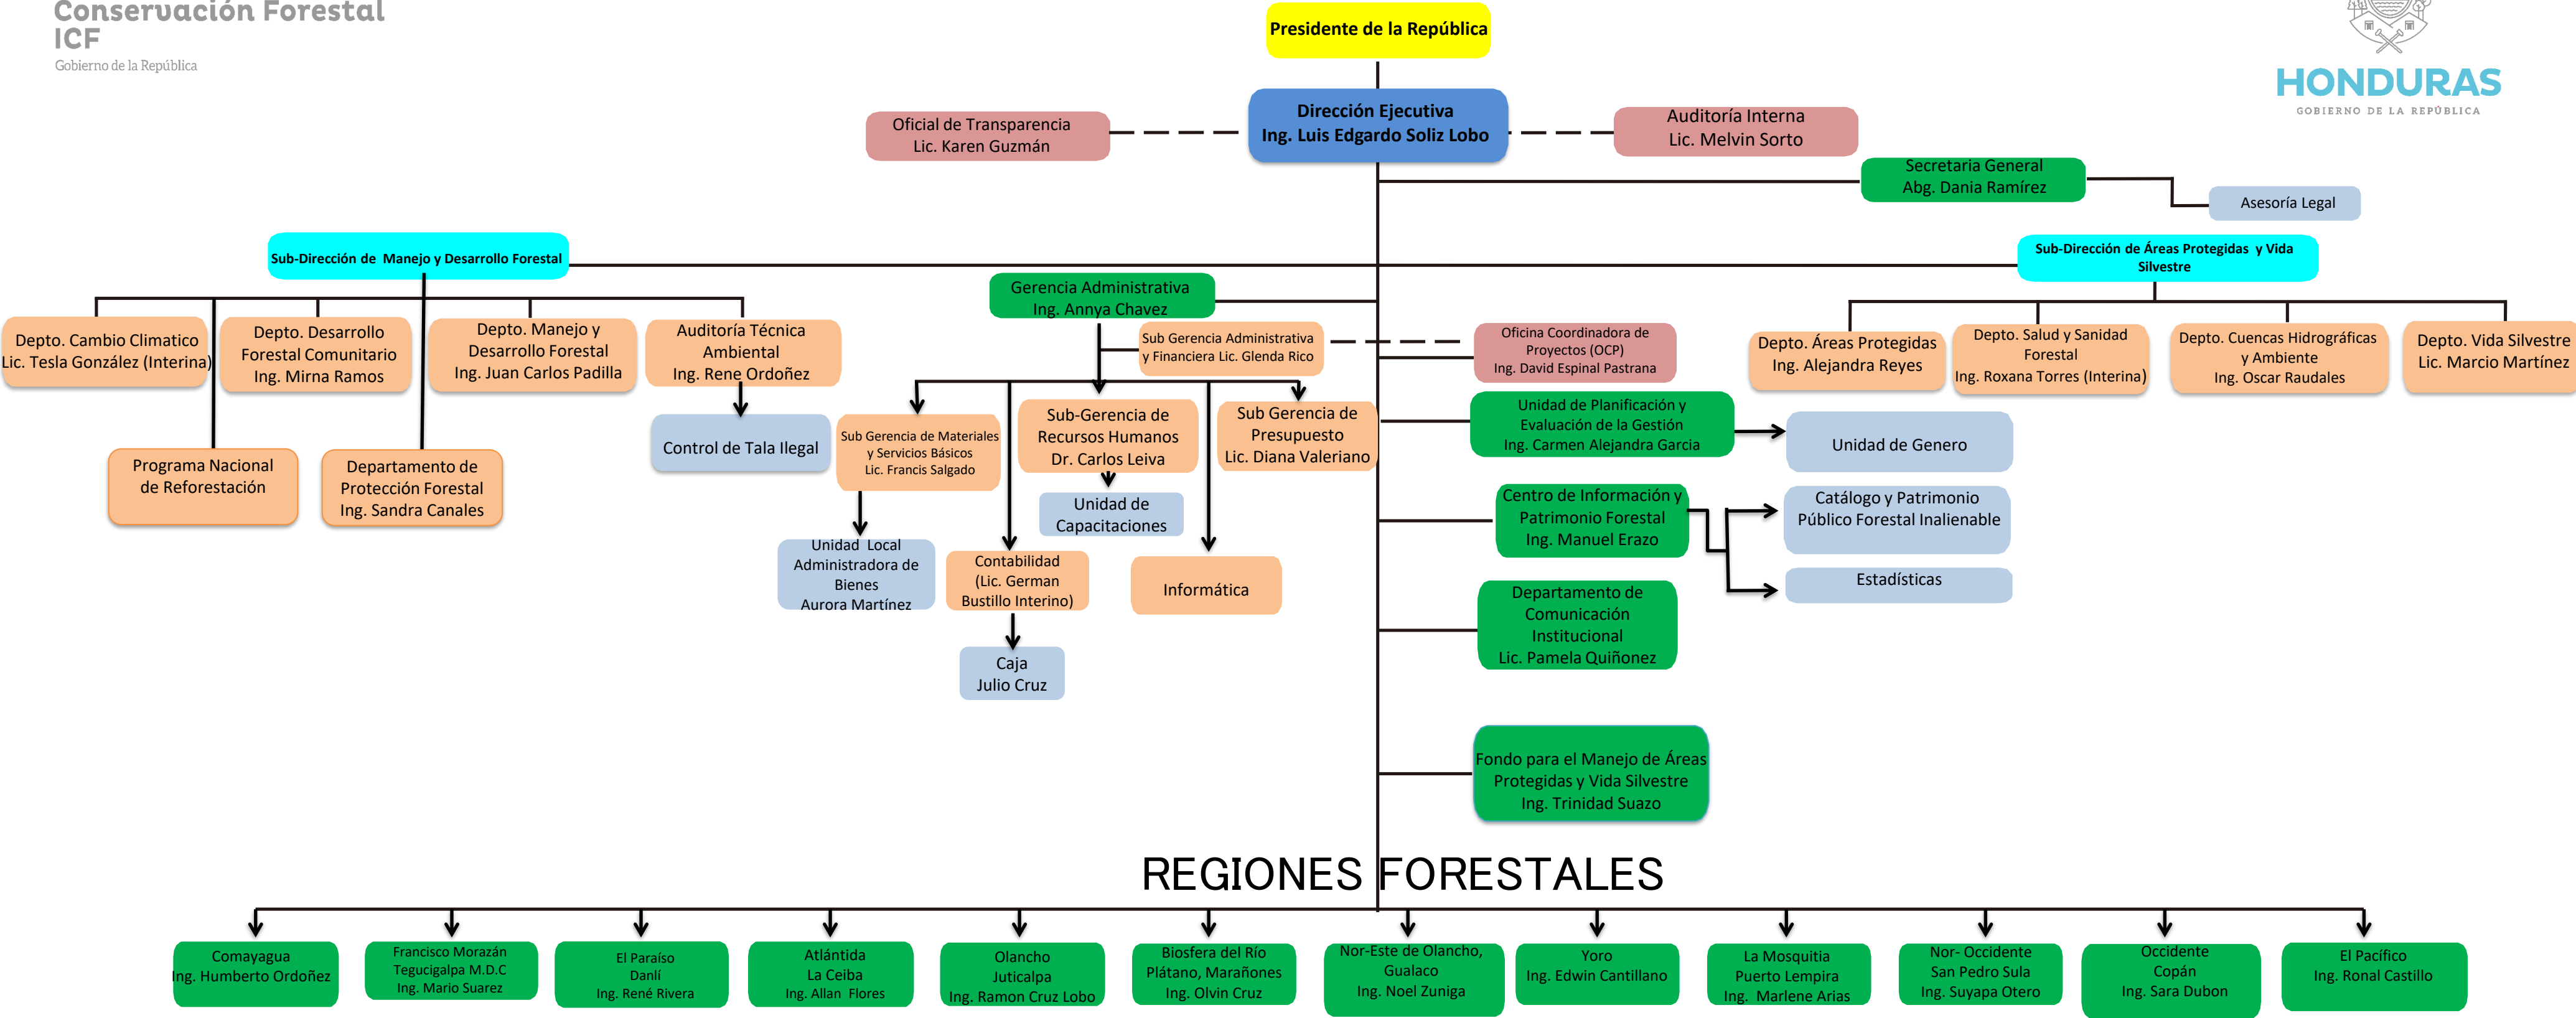 Conservación Forestal
ICF
Gobierno de la República
HONDURAS
GOBIERNO DE LA REPÚBLICA
Presidente de la República
Dirección Ejecutiva
Ing. Luis Edgardo Soliz Lobo
Oficial de Transparencia
Lic. Karen Guzmán
Auditoría Interna
Lic. Melvin Sorto
Secretaria General
Abg. Dania Ramírez
Asesoría Legal
Sub-Dirección de Manejo y Desarrollo Forestal
Sub-Dirección de Áreas Protegidas y Vida
Silvestre
Gerencia Administrativa
Ing. Annya Chavez
Sub Gerencia Administrativa
y Financiera Lic. Glenda Rico
Oficina Coordinadora de
Proyectos (OCP)
Ing. David Espinal Pastrana
Depto. Cambio Climatico
Lic. Tesla González (Interina)
Depto. Desarrollo
Forestal Comunitario
Ing. Mirna Ramos
Depto. Manejo y
Desarrollo Forestal
Ing. Juan Carlos Padilla
Auditoría Técnica
Ambiental
Ing. Rene Ordoñez
Depto. Áreas Protegidas
Ing. Alejandra Reyes
Depto. Salud y Sanidad
Forestal
Ing. Roxana Torres (Interina)
Depto. Cuencas Hidrográficas
y Ambiente
Ing. Oscar Raudales
Depto. Vida Silvestre
Lic. Marcio Martínez
Programa Nacional
de Reforestación
Departamento de
Protección Forestal
Ing. Sandra Canales
Control de Tala Ilegal
Sub Gerencia de Materiales
y Servicios Básicos
Lic. Francis Salgado
Sub-Gerencia de
Recursos Humanos
Dr. Carlos Leiva
Sub Gerencia de
Presupuesto
Lic. Diana Valeriano
Unidad de Planificación y
Evaluación de la Gestión
Ing. Carmen Alejandra Garcia
Unidad de Genero
Unidad de
Capacitaciones
Centro de Información y
Patrimonio Forestal
Ing. Manuel Erazo
Catálogo y Patrimonio
Público Forestal Inalienable
Estadísticas
Unidad Local
Administradora de
Bienes
Aurora Martínez
Contabilidad
(Lic. German
Bustillo Interino)
Informática
Departamento de
Comunicación
Institucional
Lic. Pamela Quiñonez
Caja
Julio Cruz
Fondo para el Manejo de Áreas
Protegidas y Vida Silvestre
Ing. Trinidad Suazo
REGIONES FORESTALES
Comayagua
Ing. Humberto Ordoñez
Francisco Morazán
Tegucigalpa M.D.C
Ing. Mario Suarez
El Paraíso
Danlí
Ing. René Rivera
Atlántida
La Ceiba
Ing. Allan Flores
Olancho
Juticalpa
Ing. Ramon Cruz Lobo
Biosfera del Río
Plátano, Marañones
Ing. Olvin Cruz
Nor-Este de Olancho,
Gualaco
Ing. Noel Zuniga
Yoro
Ing. Edwin Cantillano
La Mosquitia
Puerto Lempira
Ing. Marlene Arias
Nor- Occidente
San Pedro Sula
Ing. Suyapa Otero
Occidente
Copán
Ing. Sara Dubon
El Pacífico
Ing. Ronal Castillo